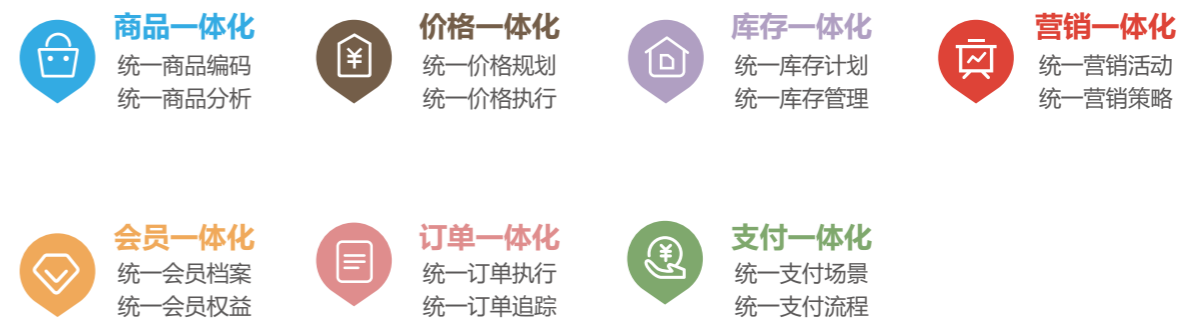 商品一体化
统一商品编码
统一商品分析
价格一体化
统一价格规划
统一价格执行
库存一体化
统一库存计划
统一库存管理
营销一体化
统一营销活动
统一营销策略
会员一体化
统一会员档案
统一会员权益
订单一体化
统一订单执行
统一订单追踪
支付一体化
统一支付场景
统一支付流程